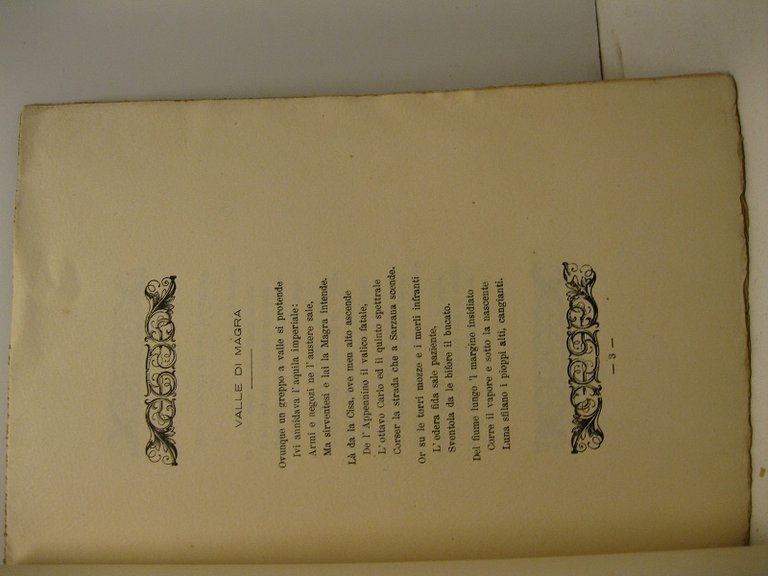 VALLE DI MAGRA
Ovunque un greppo a valle si protende
Ivi annidava l'aquila imperiale:
Armi e negozi ne l'austere sale,
Ma sirventesi e lai la Magra intende.
Là da la Cisa, ove men alto ascende
De l'Appennino il valico fatale,
L'ottavo Carlo ed il quinto spettrale
Corser la strada che a Sarzana scende.
Or su le torri mozze e i merli infranti
L'edera fida sale paziente,
Sventola da le bifore il bucato.
Del fiume lungo 'l margine insidiato
Corre il vapore e sotto la nascente
Luna sfilano i pioppi alti, cangianti.
— 3 —